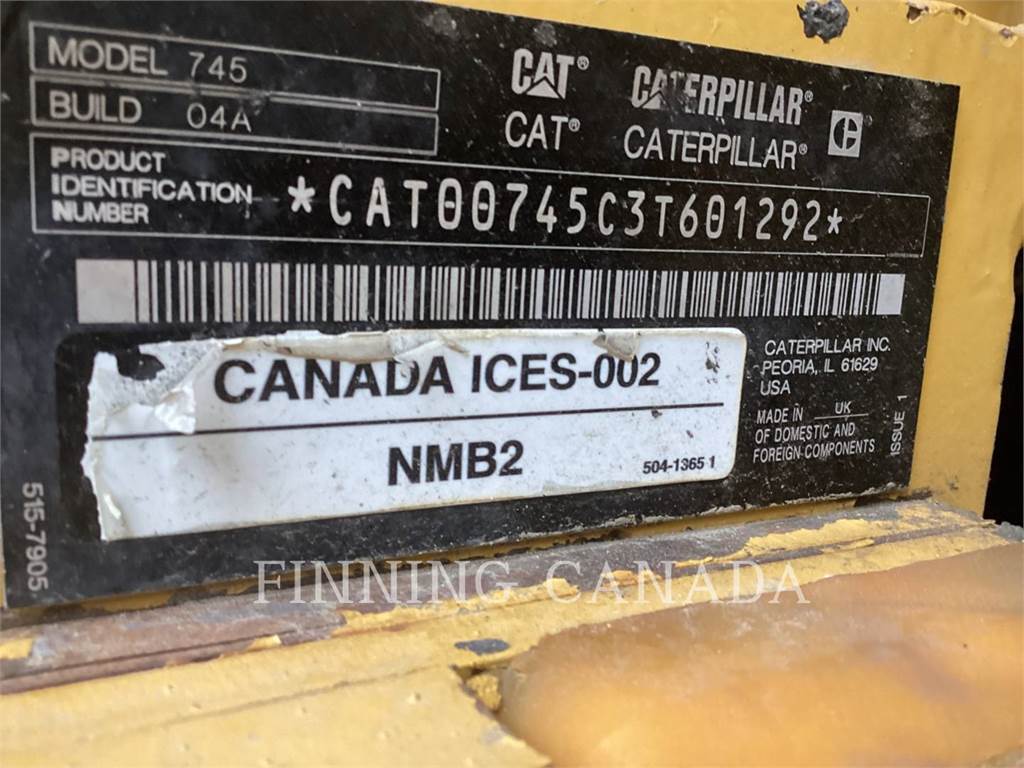 MODEL 745
BUILD 04A
CAT® CATERPILLAR®
CAT® CATERPILLAR®
PRODUCT
IDENTIFICATION
NUMBER
*CAT00745C3T601292*
CANADA ICES-002
NMB2
504-1365 1
CATERPILLAR INC.
PEORIA, IL 61629
USA
MADE IN UK
OF DOMESTIC AND
FOREIGN COMPONENTS
ISSUE 1
515-7905
FINNING CANADA